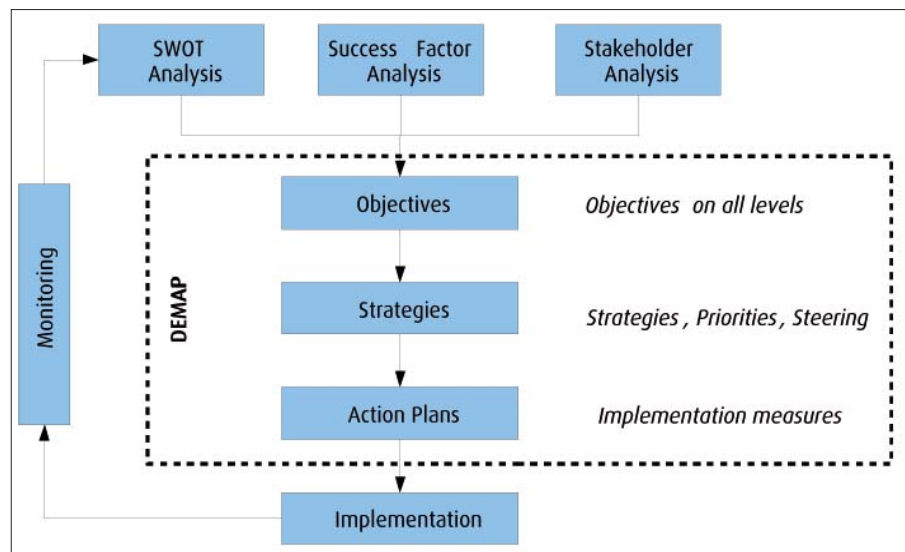 SWOT
Analysis
Success Factor
Analysis
Stakeholder
Analysis
Objectives
Objectives on all levels
Monitoring
DEMAP
Strategies
Strategies, Priorities, Steering
Action Plans
Implementation measures
Implementation